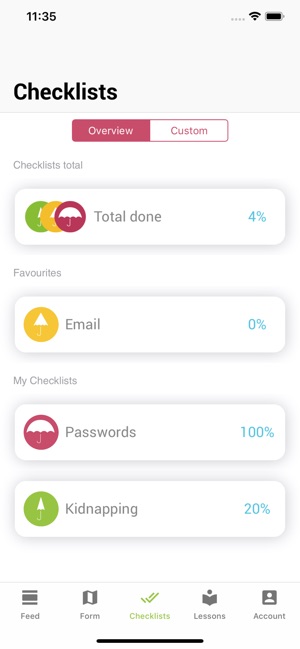 11:35
Checklists
Overview
Custom
Checklists total
Total done
4%
Favourites
Email
0%
My Checklists
Passwords
100%
Kidnapping
20%
Feed
Form
Checklists
Lessons
Account